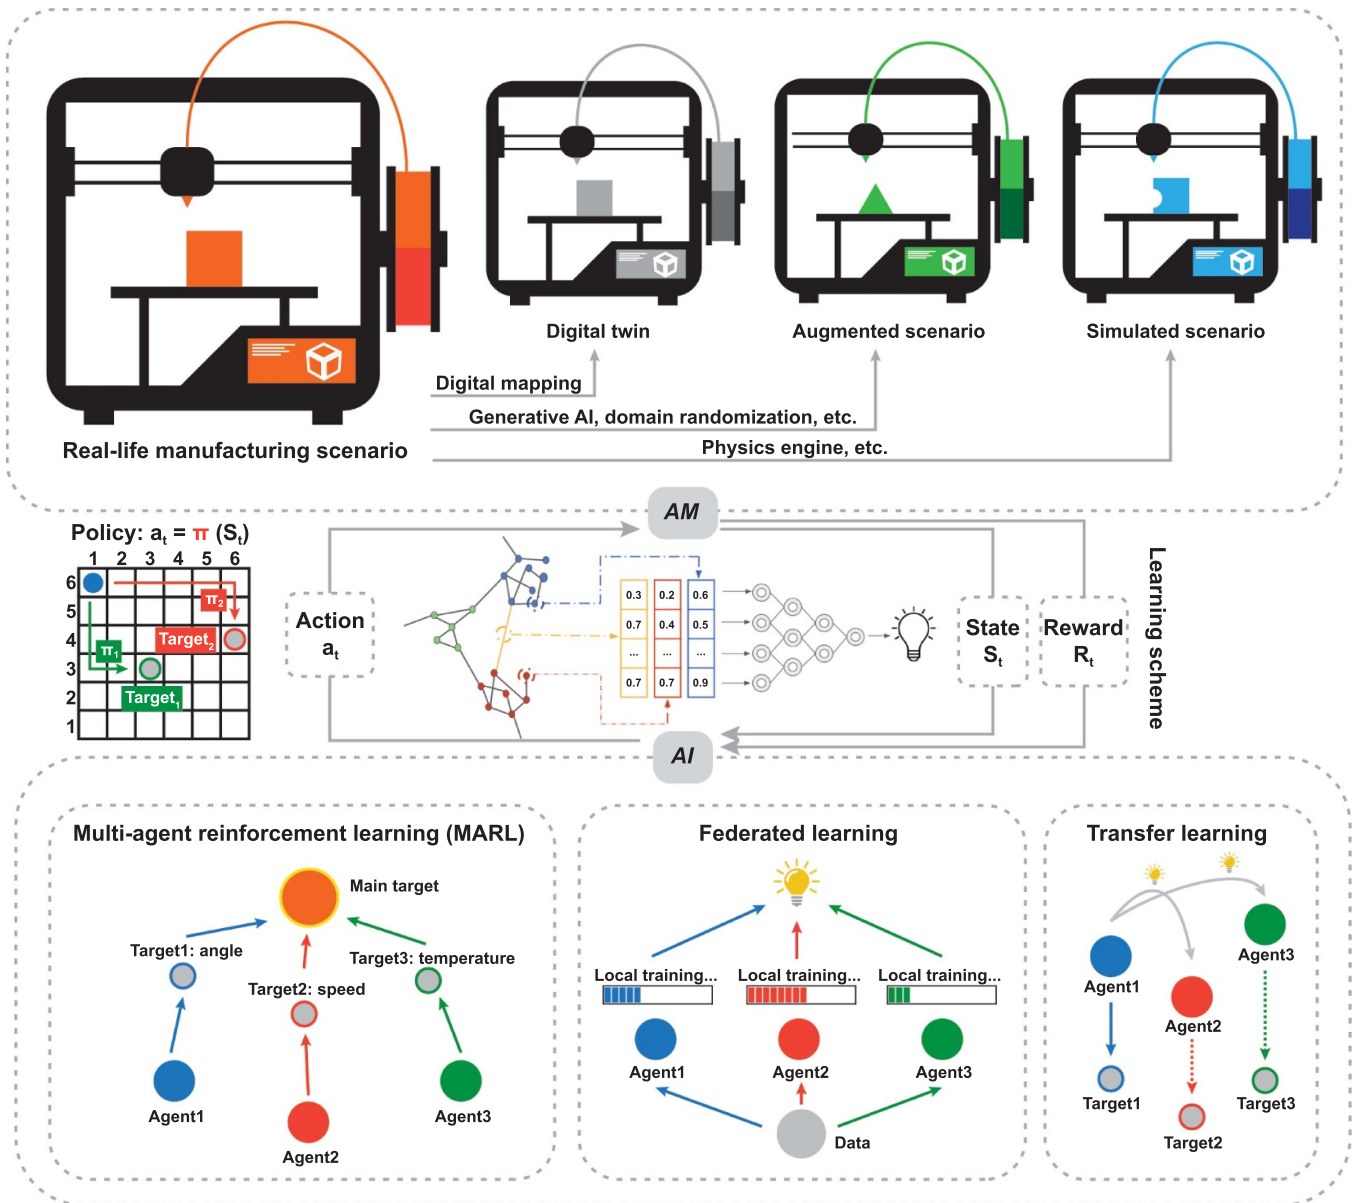 Digital twin
Augmented scenario
Simulated scenario
Digital mapping
Generative AI, domain randomization, etc.
Physics engine, etc.
Real-life manufacturing scenario
AM
Policy: aₜ = π (Sₜ)
1 2 3 4 5 6
6
5
4
3
2
1
π₂
Target₂
π₁
Target₁
Action
aₜ
0.3 0.2 0.6
0.7 0.4 0.5
... ... ...
0.7 0.7 0.9
State
Sₜ
Reward
Rₜ
Learning scheme
AI
Multi-agent reinforcement learning (MARL)
Main target
Target1: angle
Target2: speed
Target3: temperature
Agent1
Agent2
Agent3
Federated learning
Local training...
Local training...
Local training...
Agent1
Agent2
Agent3
Data
Transfer learning
Agent1
Agent2
Agent3
Target1
Target2
Target3